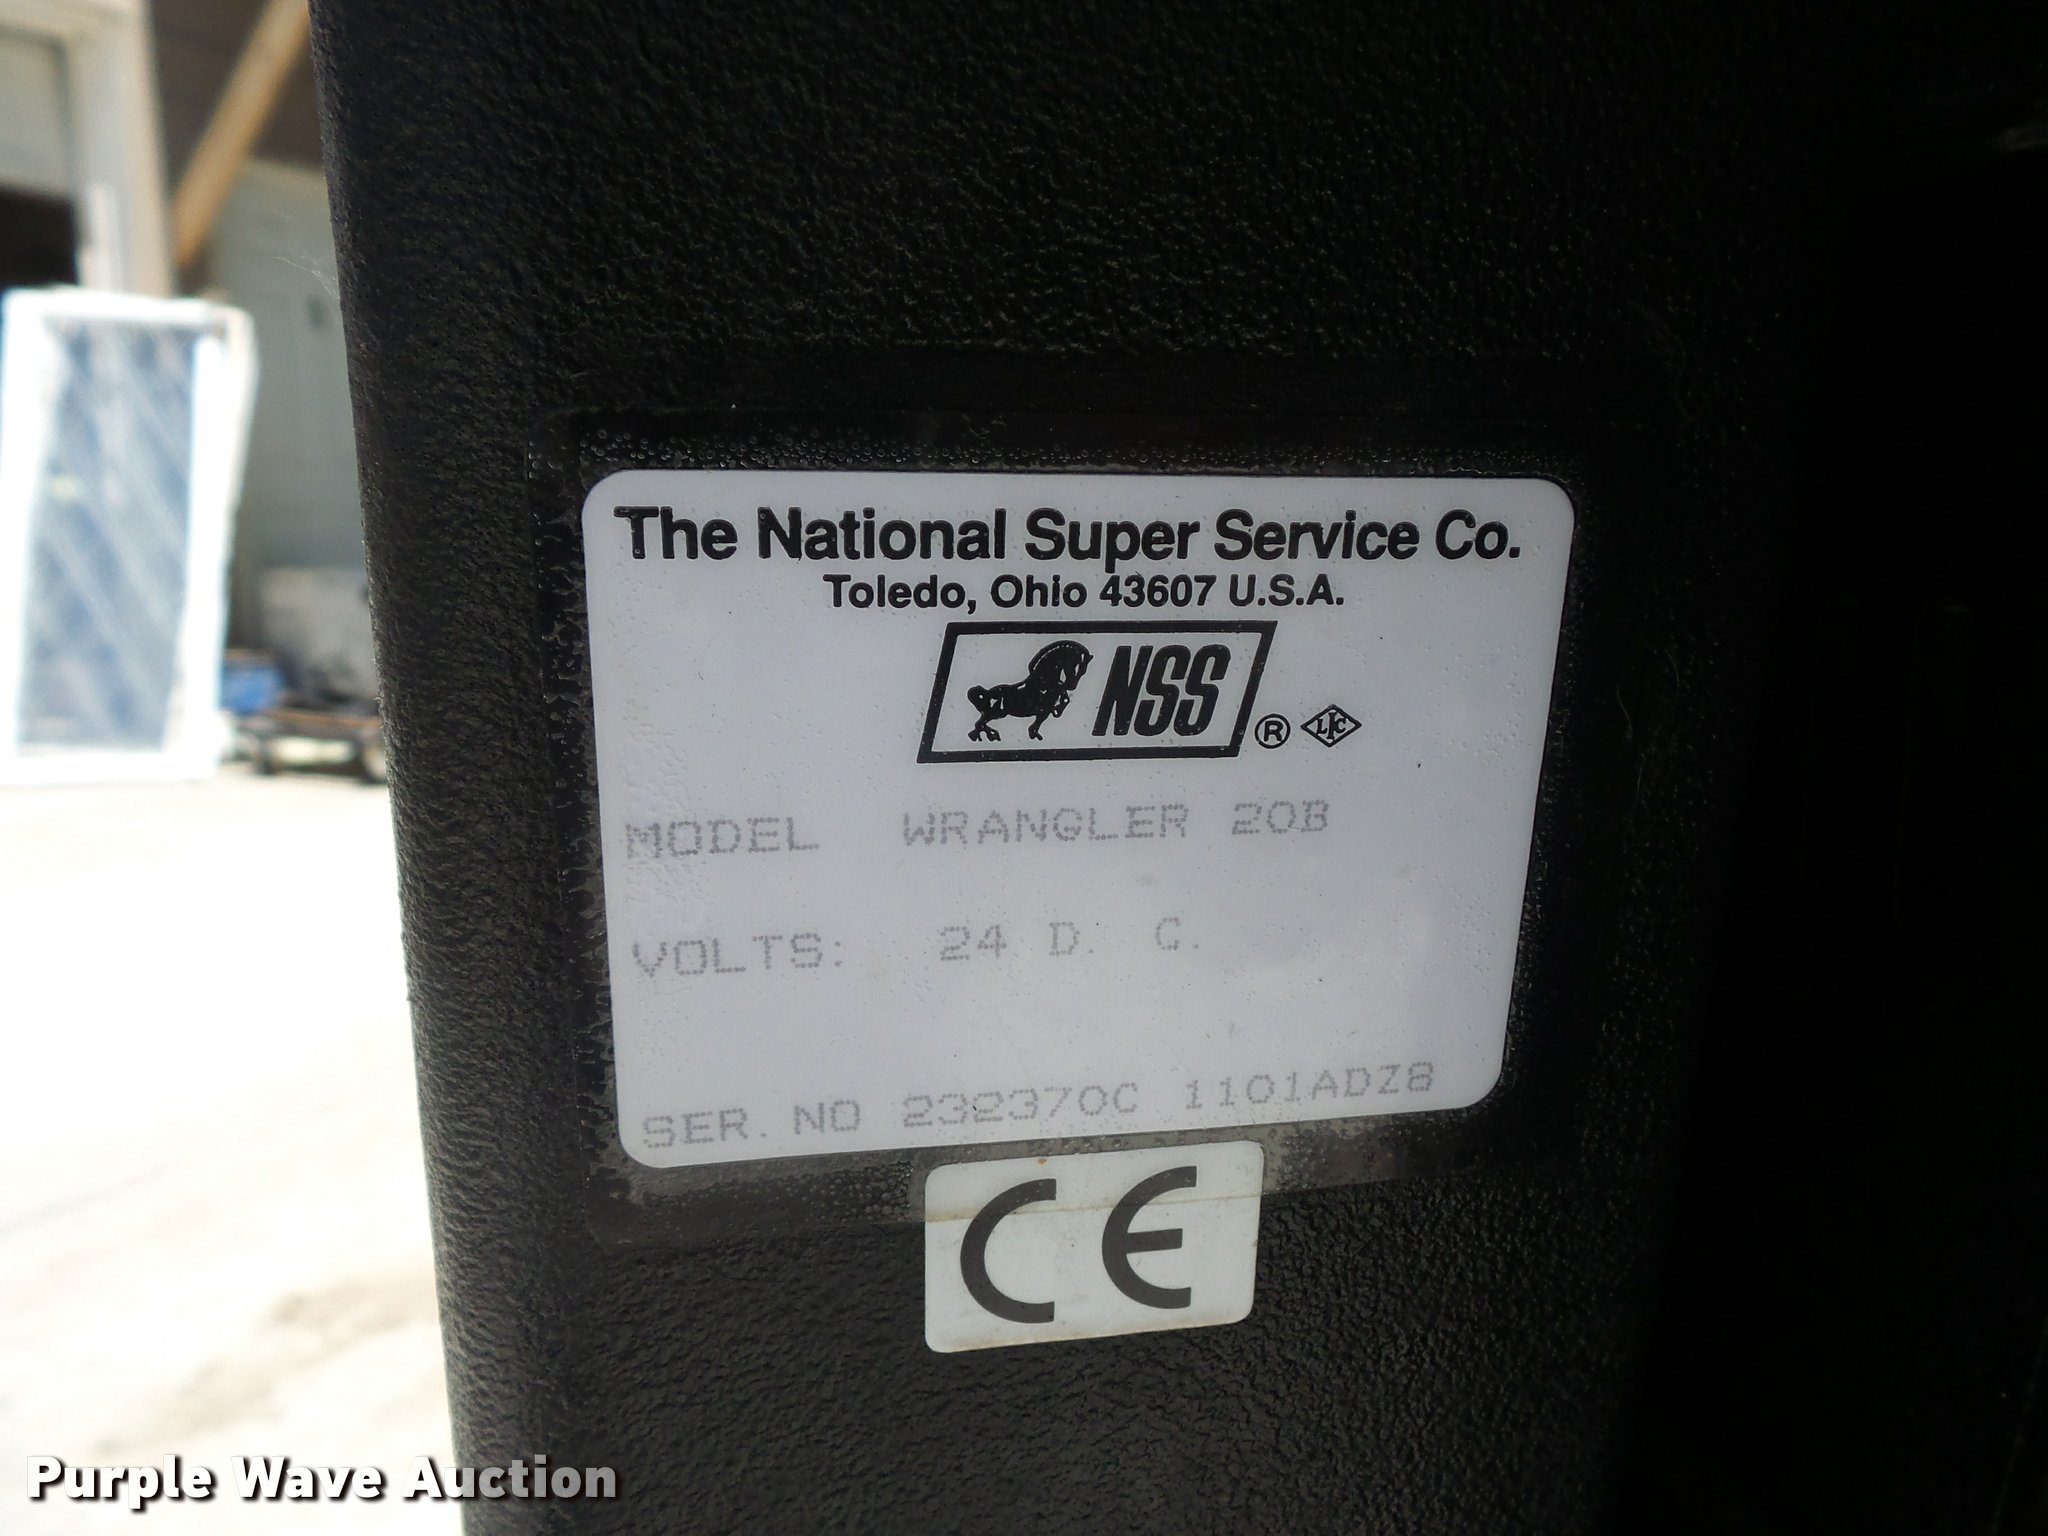 The National Super Service Co.
Toledo, Ohio 43607 U.S.A.
NSS ® LIC
MODEL WRANGLER 20B
VOLTS: 24 D. C.
SER. NO 232370C 1101ADZ8
CE
Purple Wave Auction